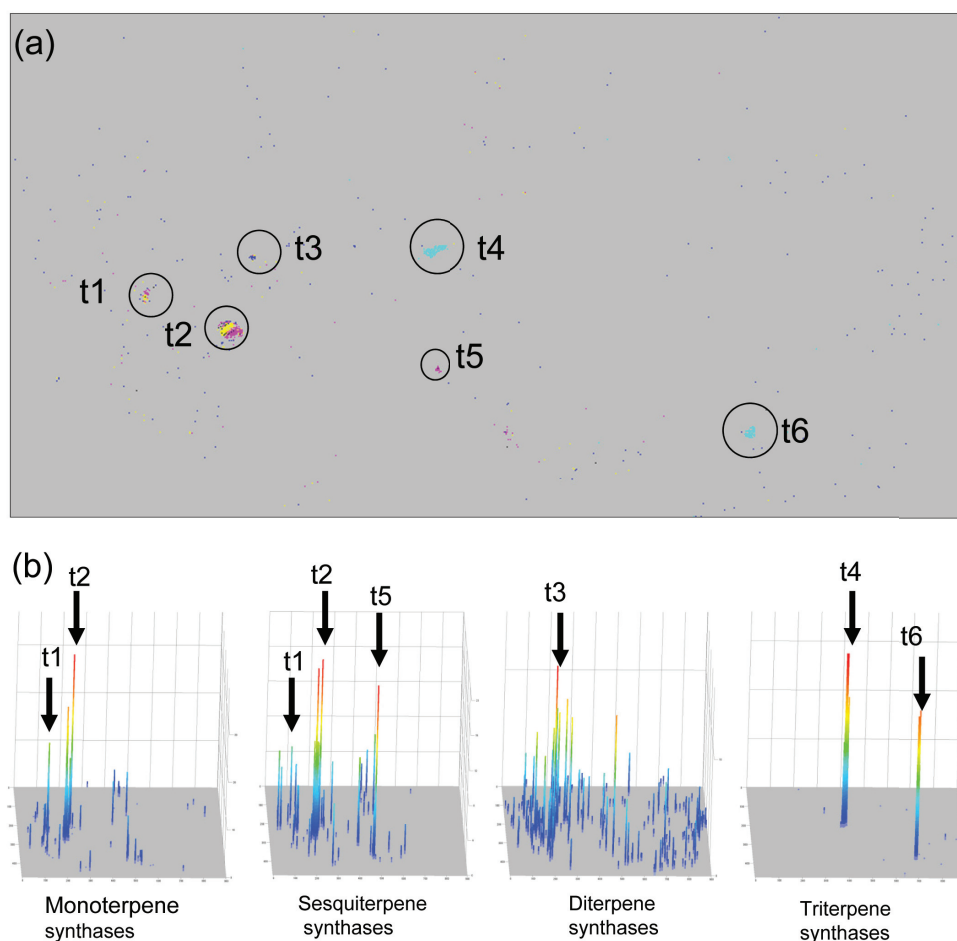 (a)
t3
t4
t1
t2
t5
t6
(b)
t2
t1
t2
t5
t1
t3
t4
t6
Monoterpene
synthases
Sesquiterpene
synthases
Diterpene
synthases
Triterpene
synthases